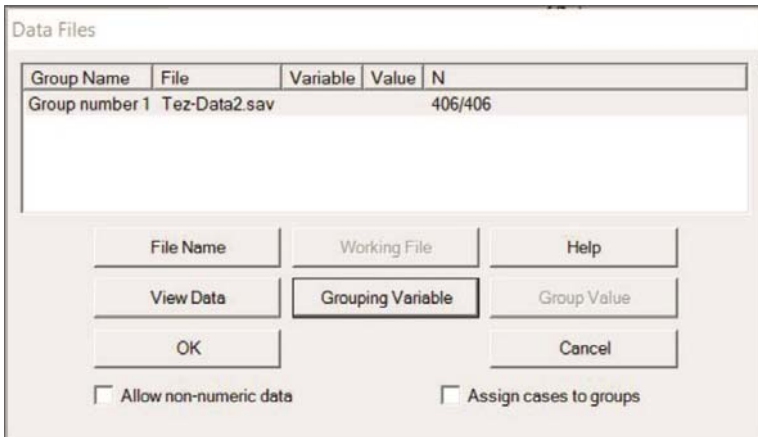 Data Files
Group Name File Variable Value N
Group number 1 Tez-Data2.sav 406/406
File Name Working File Help
View Data Grouping Variable Group Value
OK Cancel
Allow non-numeric data Assign cases to groups